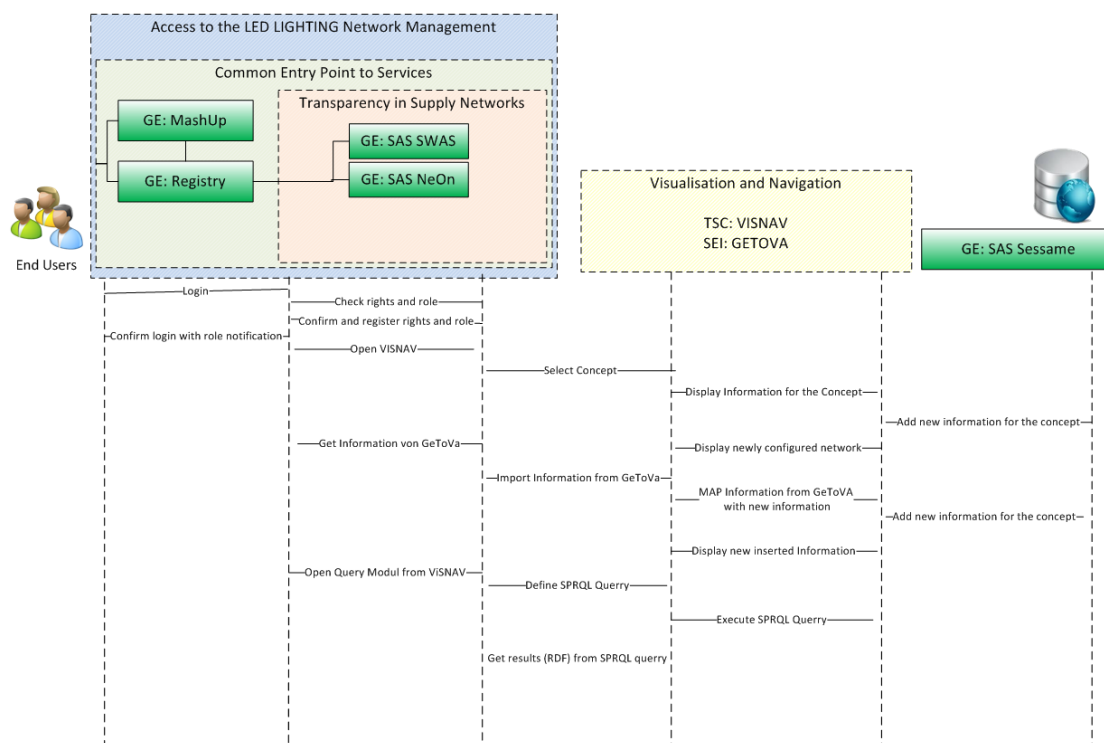 Access to the LED LIGHTING Network Management
Common Entry Point to Services
Transparency in Supply Networks
GE: MashUp
GE: SAS SWAS
GE: Registry
GE: SAS NeOn
Visualisation and Navigation
TSC: VISNAV
SEI: GETOVA
GE: SAS Sessame
End Users
Login
Check rights and role
Confirm and register rights and role
Confirm login with role notification
Open VISNAV
Select Concept
Display Information for the Concept
Add new information for the concept
Get Information von GeToVa
Display newly configured network
Import Information from GeToVa
MAP Information from GeToVA
with new information
Add new information for the concept
Display new inserted Information
Open Query Modul from ViSNAV
Define SPRQL Querry
Execute SPRQL Querry
Get results (RDF) from SPRQL querry